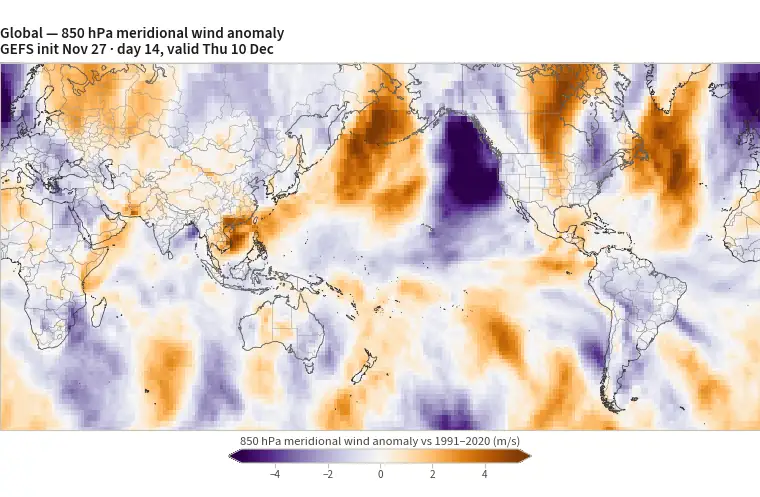 Global — 850 hPa meridional wind anomaly
GEFS init Nov 27 · day 14, valid Thu 10 Dec
850 hPa meridional wind anomaly vs 1991–2020 (m/s)
−4 −2 0 2 4